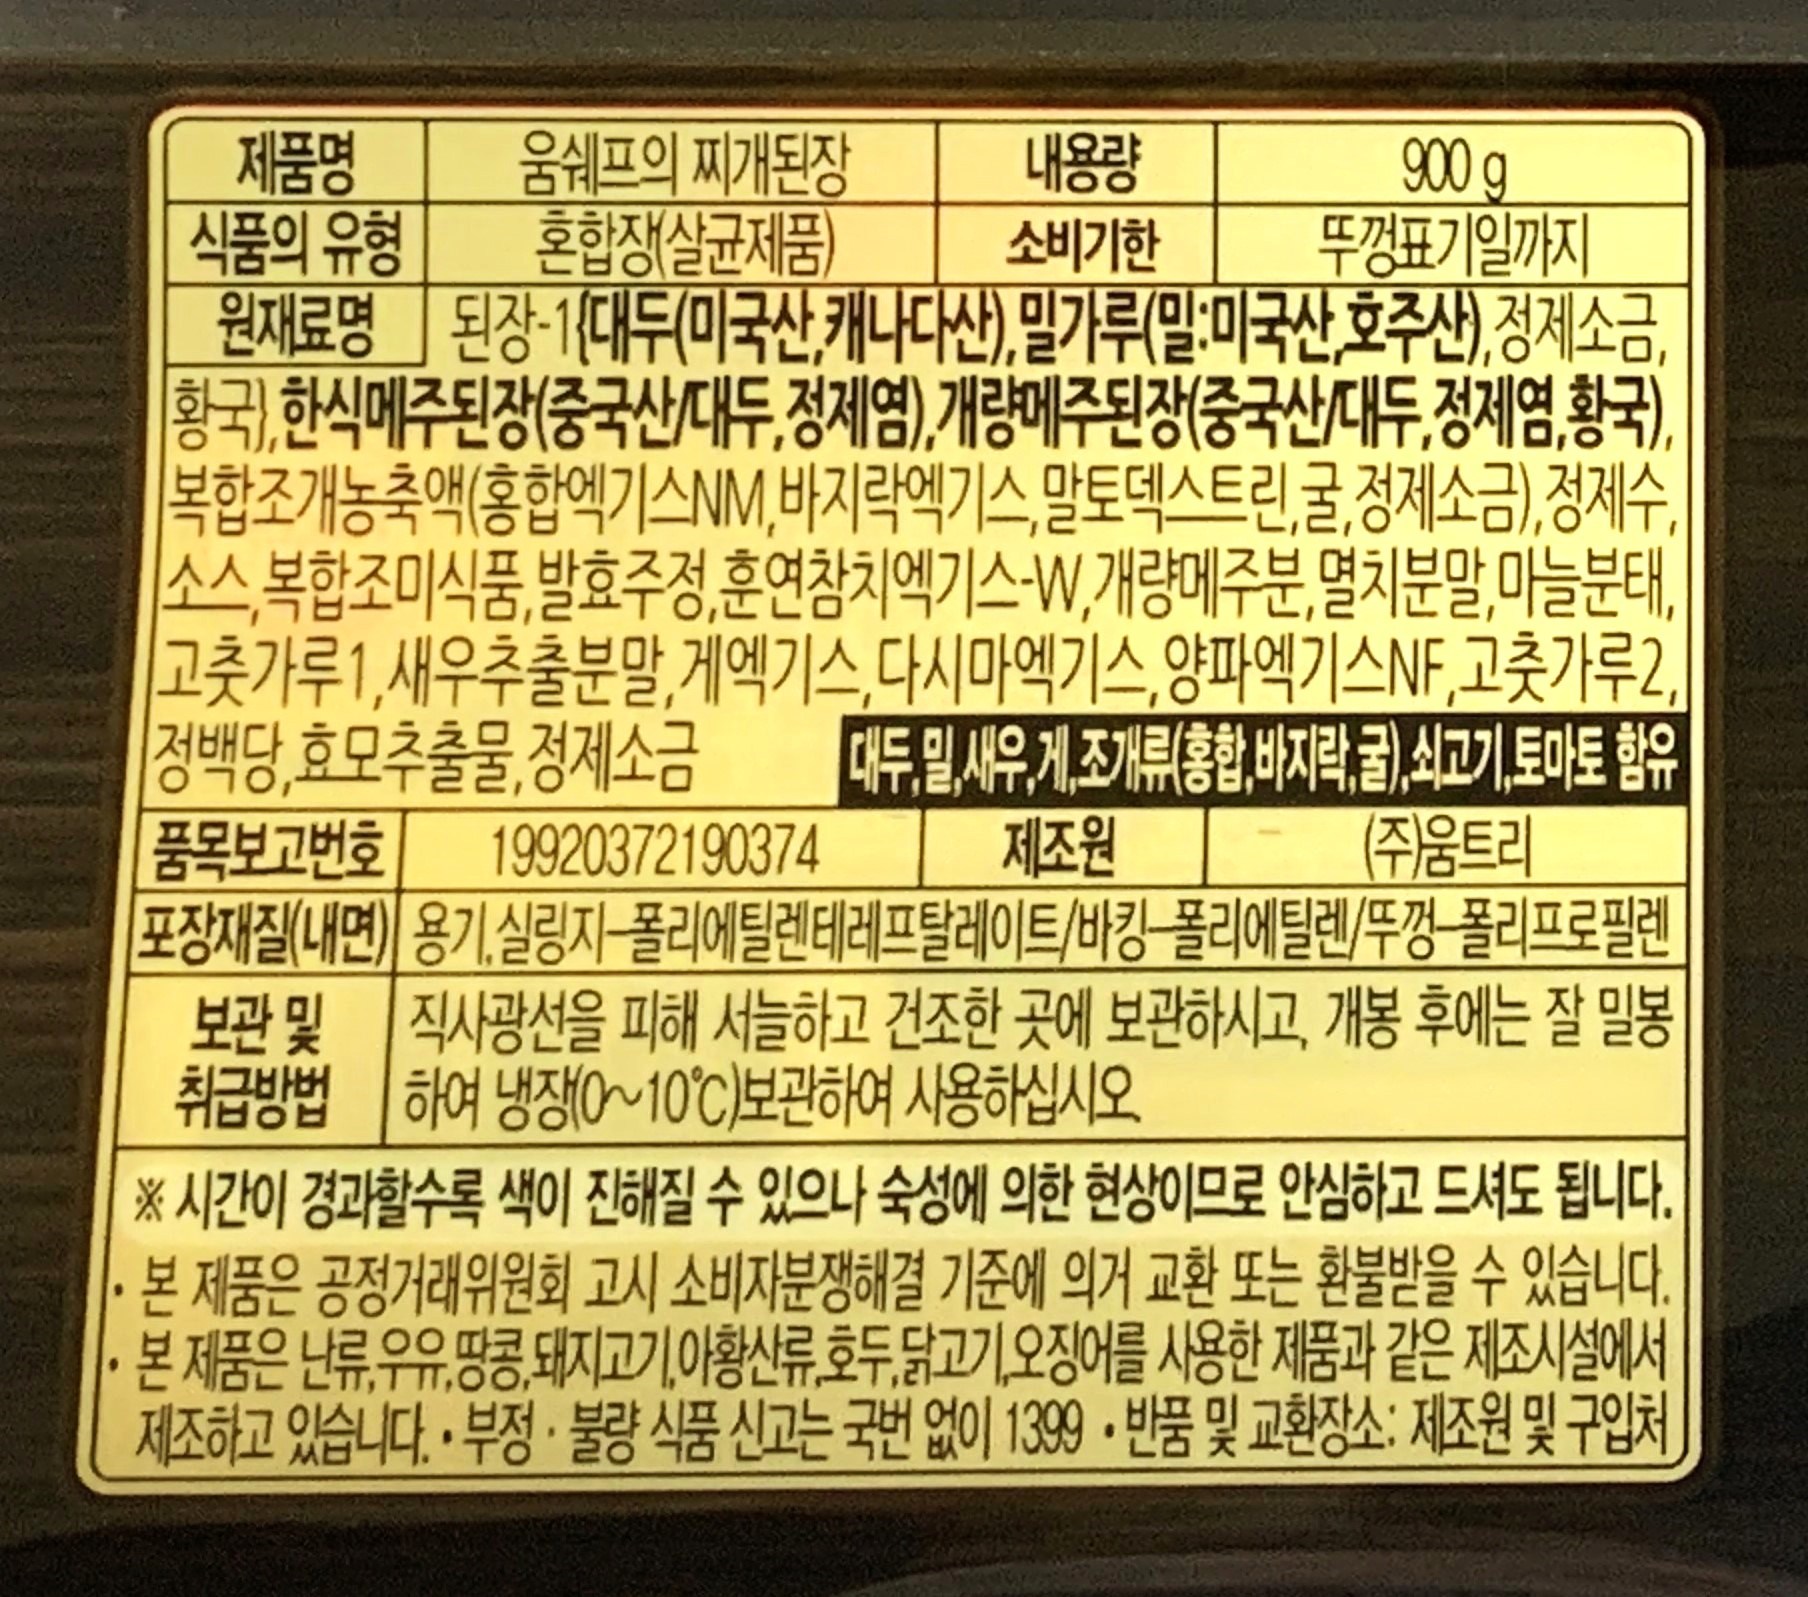 제품명 움쉐프의 찌개된장 내용량 900 g
식품의 유형 혼합장(살균제품) 소비기한 뚜껑표기일까지
원재료명 된장-1{대두(미국산,캐나다산),밀가루(밀:미국산,호주산),정제소금,
황국},한식메주된장(중국산/대두,정제염),개량메주된장(중국산/대두,정제염,황국),
복합조개농축액(홍합엑기스NM,바지락엑기스,말토덱스트린,굴,정제소금),정제수,
소스,복합조미식품,발효주정,훈연참치엑기스-W,개량메주분,멸치분말,마늘분태,
고춧가루1,새우추출분말,게엑기스,다시마엑기스,양파엑기스NF,고춧가루2,
정백당,효모추출물,정제소금 대두,밀,새우,게,조개류(홍합,바지락,굴),쇠고기,토마토 함유
품목보고번호 19920372190374 제조원 (주)움트리
포장재질(내면) 용기,실링지-폴리에틸렌테레프탈레이트/바킹-폴리에틸렌/뚜껑-폴리프로필렌
보관 및 취급방법 직사광선을 피해 서늘하고 건조한 곳에 보관하시고, 개봉 후에는 잘 밀봉
하여 냉장(0~10℃)보관하여 사용하십시오.
※ 시간이 경과할수록 색이 진해질 수 있으나 숙성에 의한 현상이므로 안심하고 드셔도 됩니다.
· 본 제품은 공정거래위원회 고시 소비자분쟁해결 기준에 의거 교환 또는 환불받을 수 있습니다.
· 본 제품은 난류,우유,땅콩,돼지고기,아황산류,호두,닭고기,오징어를 사용한 제품과 같은 제조시설에서
제조하고 있습니다. · 부정 · 불량 식품 신고는 국번 없이 1399 · 반품 및 교환장소: 제조원 및 구입처